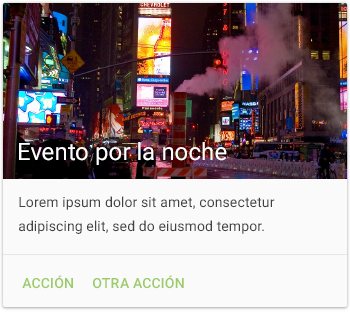 Evento por la noche
Lorem ipsum dolor sit amet, consectetur
adipiscing elit, sed do eiusmod tempor.
ACCIÓN
OTRA ACCIÓN